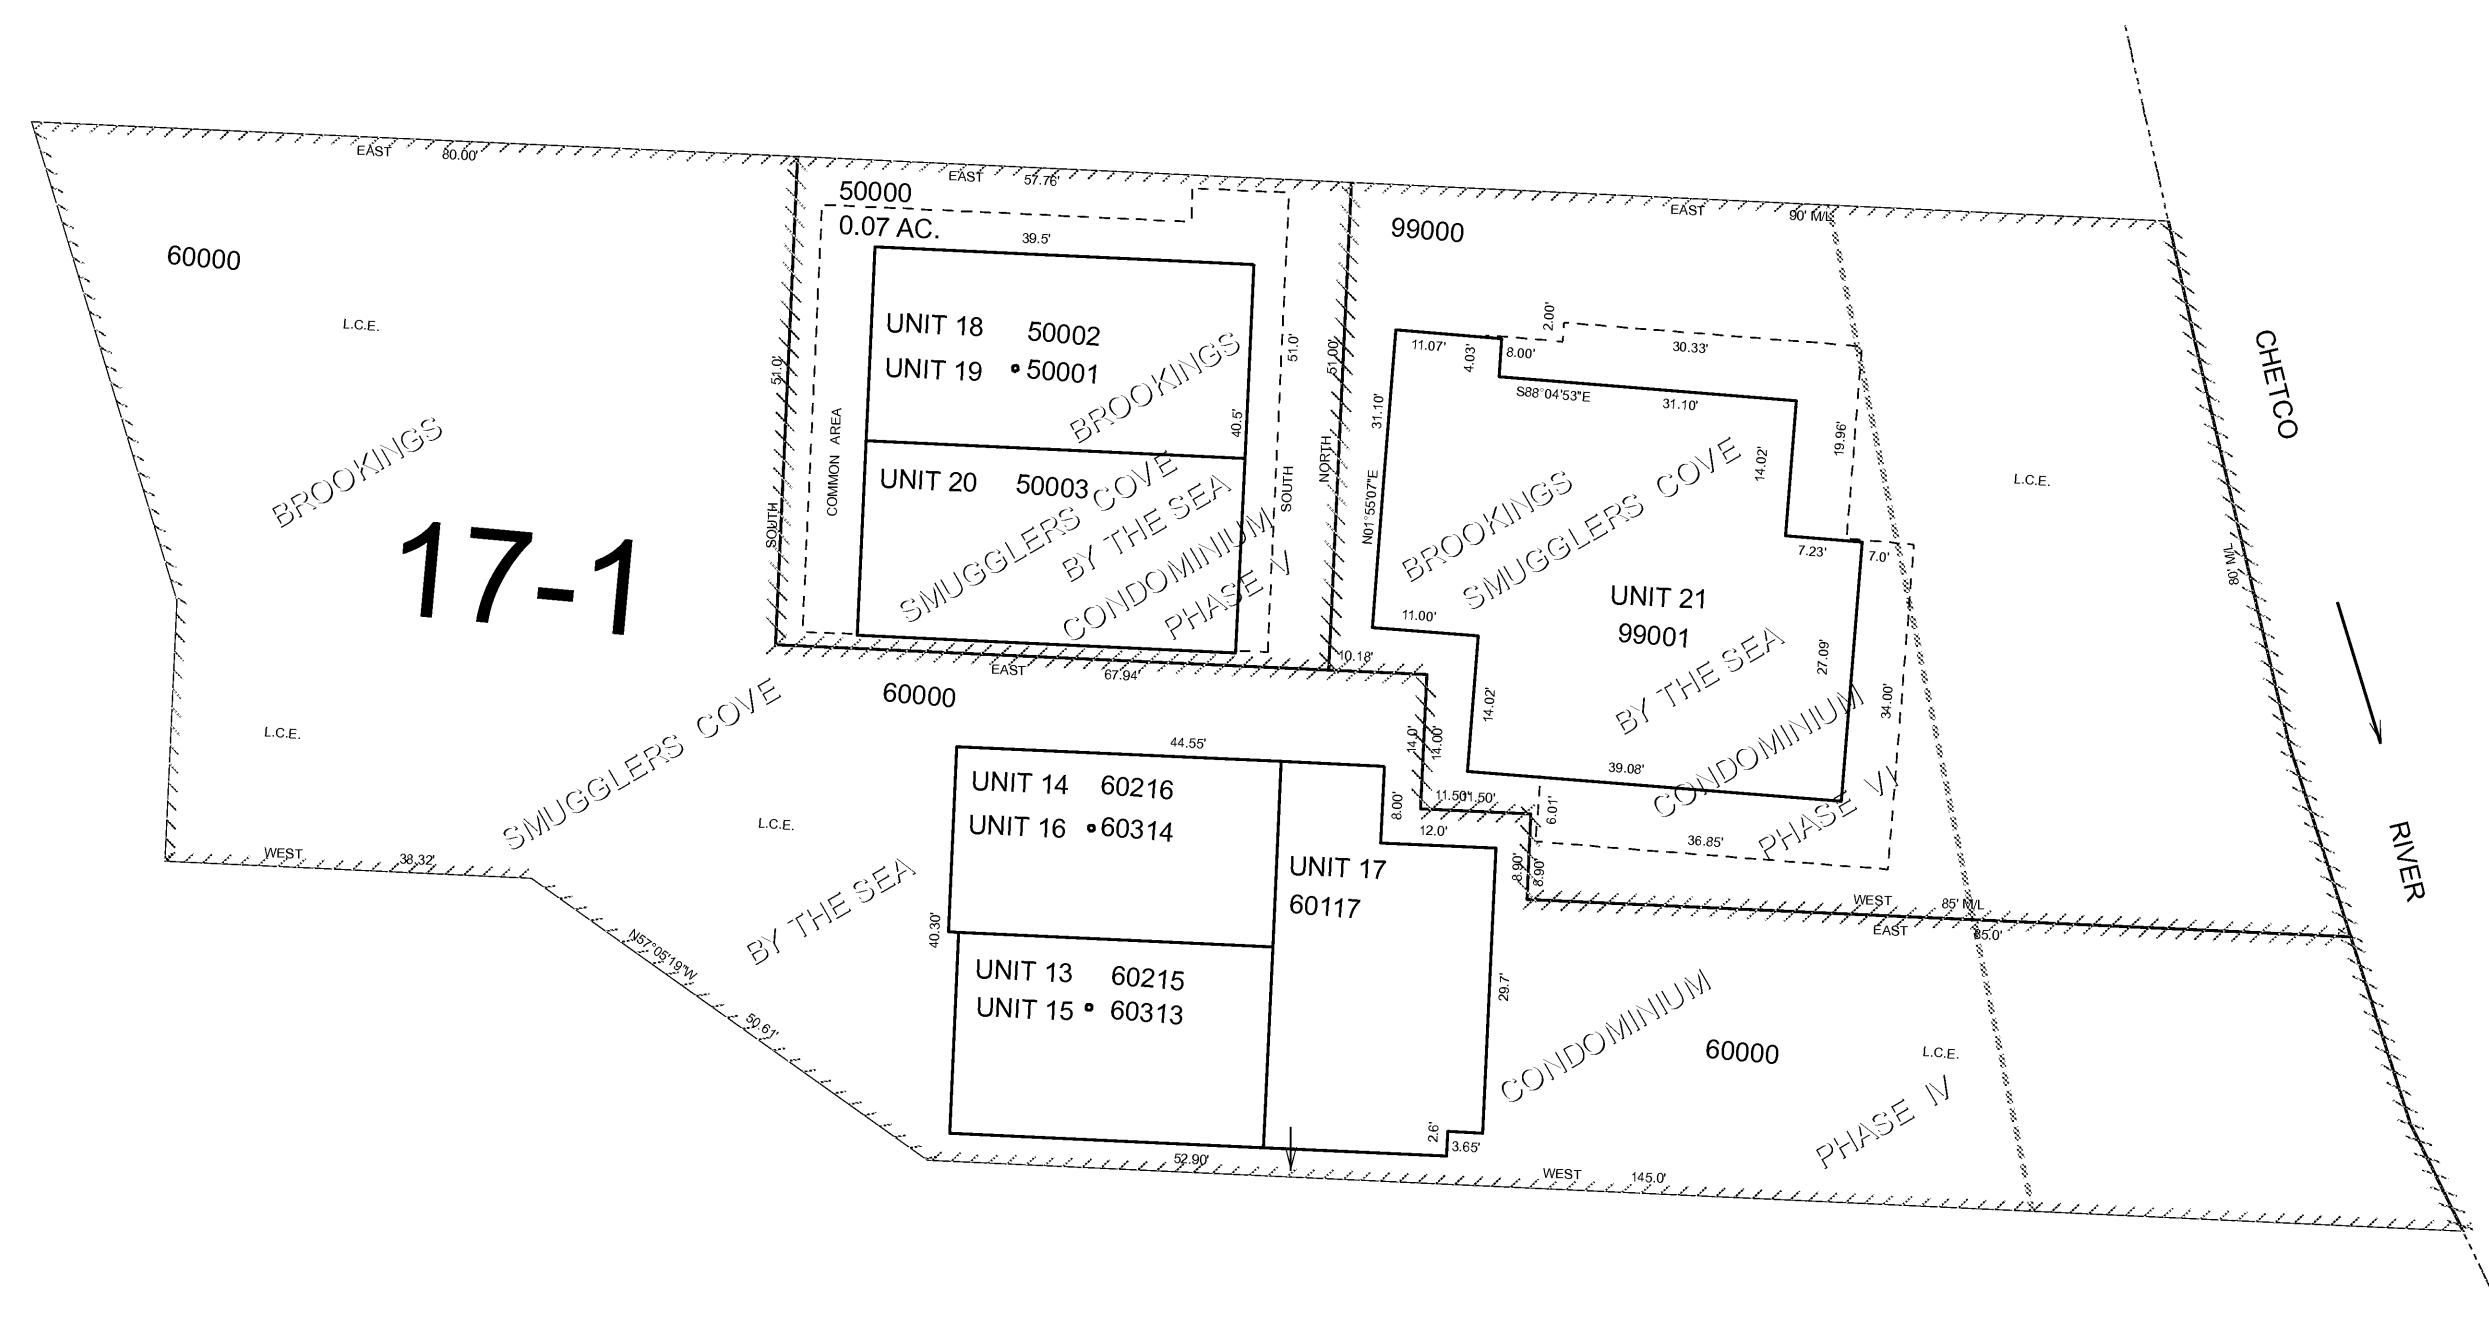 EAST 80.00'
EAST 57.76'
EAST 90' M/L
50000
0.07 AC.
39.5'
99000
60000
L.C.E.
UNIT 18 50002
UNIT 19 50001
51.0'
SOUTH
COMMON AREA
40.5'
UNIT 20 50003
51.0'
SOUTH
51.00'
NORTH
BROOKINGS
SMUGGLERS COVE
BY THE SEA
CONDOMINIUM
PHASE V
EAST 67.94'
10.18'
11.07'
4.03'
8.00'
2.00'
30.33'
S88°04'53"E 31.10'
31.10'
N01°55'07"E
14.02'
19.96'
7.23'
7.0'
11.00'
14.02'
UNIT 21
99001
27.09'
34.00'
39.08'
6.01'
36.85'
BROOKINGS
SMUGGLERS COVE
BY THE SEA
CONDOMINIUM
PHASE VI
L.C.E.
80' M/L
CHETCO
RIVER
BROOKINGS
17-1
L.C.E.
WEST 38.32'
SMUGGLERS COVE
L.C.E.
BY THE SEA
N57°05'19"W
50.61'
60000
44.55'
UNIT 14 60216
UNIT 16 60314
UNIT 13 60215
UNIT 15 60313
40.30'
52.90'
UNIT 17
60117
8.00'
12.0'
14.0'
14.00'
11.50'
11.50'
8.90'
8.90'
29.7'
2.6'
3.65'
WEST 85' M/L
EAST 85.0'
CONDOMINIUM
60000
L.C.E.
PHASE IV
WEST 145.0'